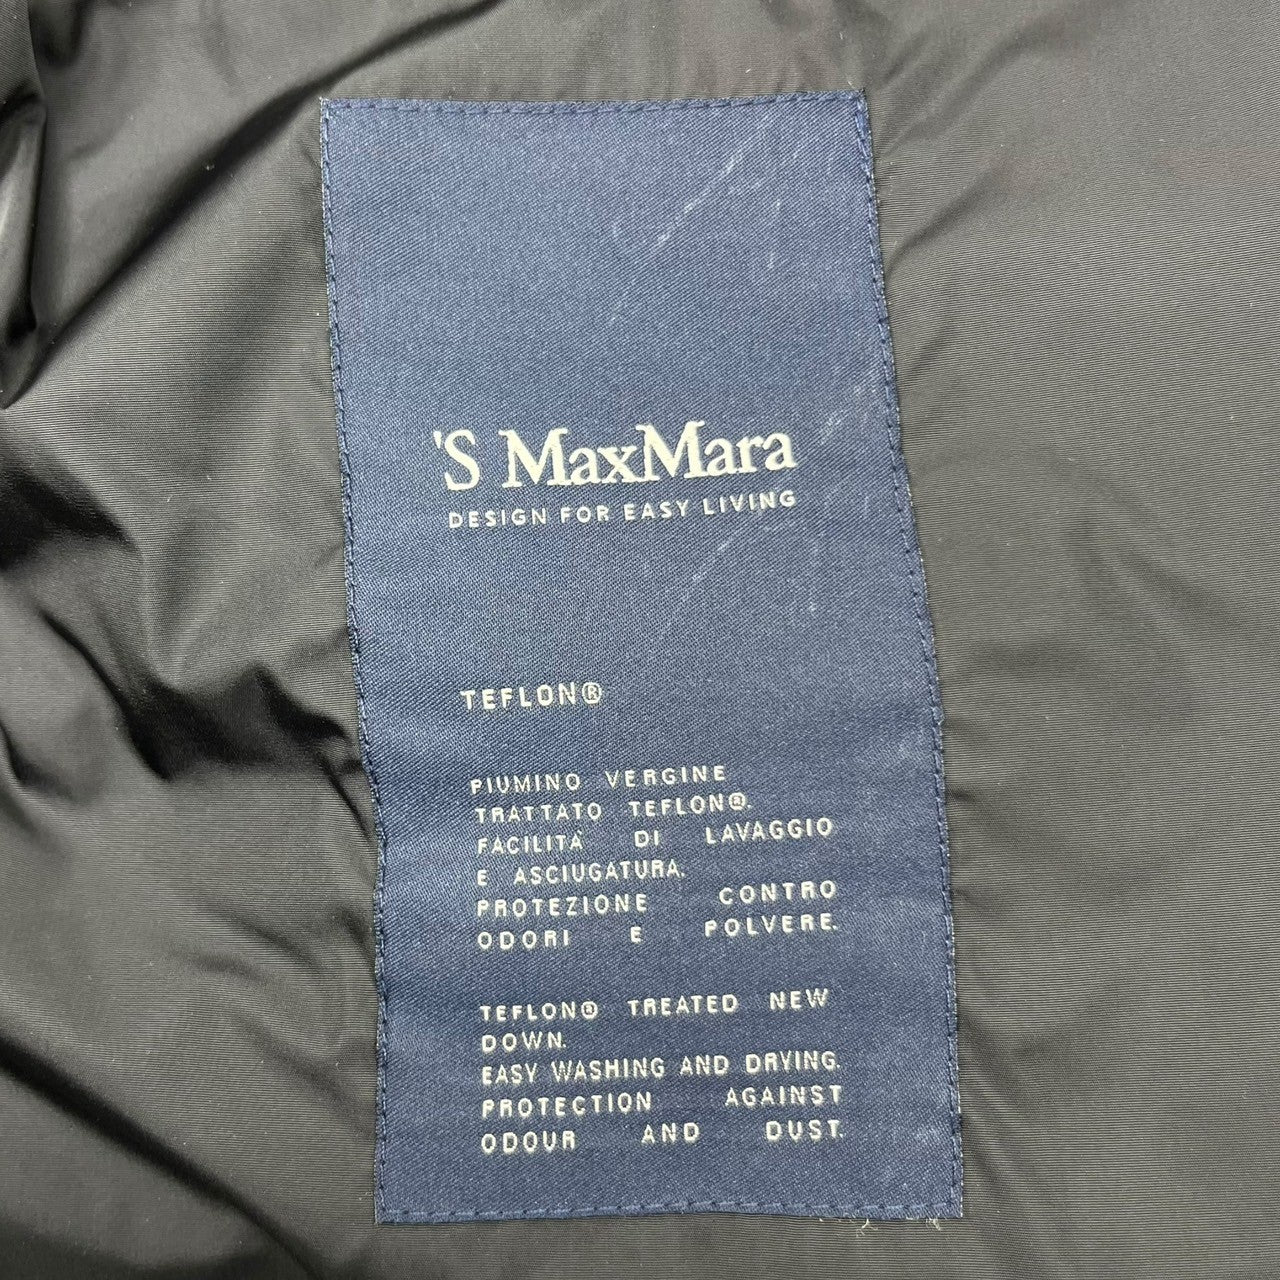 'S MaxMara
DESIGN FOR EASY LIVING
TEFLON®
PIUMINO VERGINE
TRATTATO TEFLON®.
FACILITÀ DI LAVAGGIO
E ASCIUGATURA.
PROTEZIONE CONTRO
ODORI E POLVERE.
TEFLON® TREATED NEW
DOWN.
EASY WASHING AND DRYING.
PROTECTION AGAINST
ODOUR AND DUST.